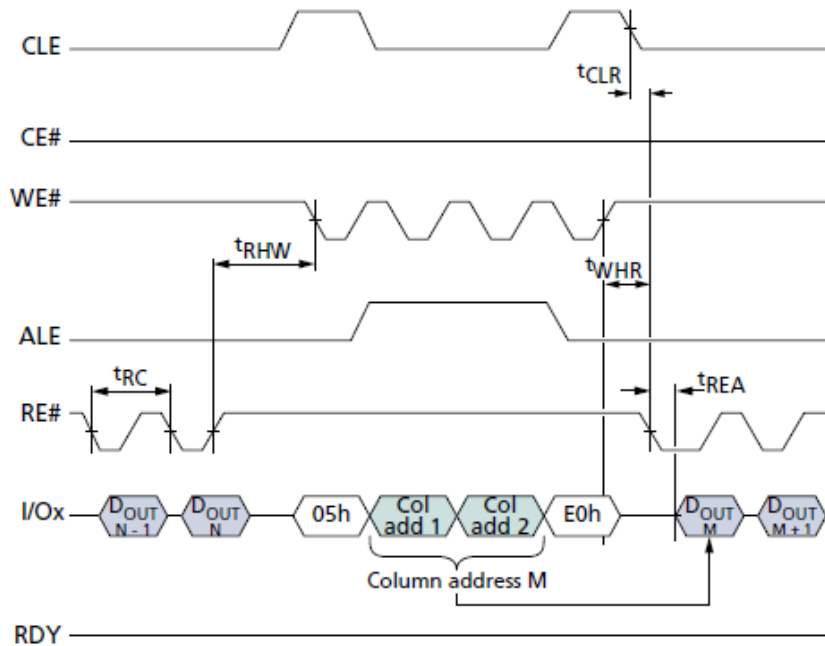 CLE
tCLR
CE#
WE#
tRHW
tWHR
ALE
tRC
tREA
RE#
I/Ox
DOUT N - 1
DOUT N
05h
Col add 1
Col add 2
E0h
DOUT M
DOUT M + 1
Column address M
RDY